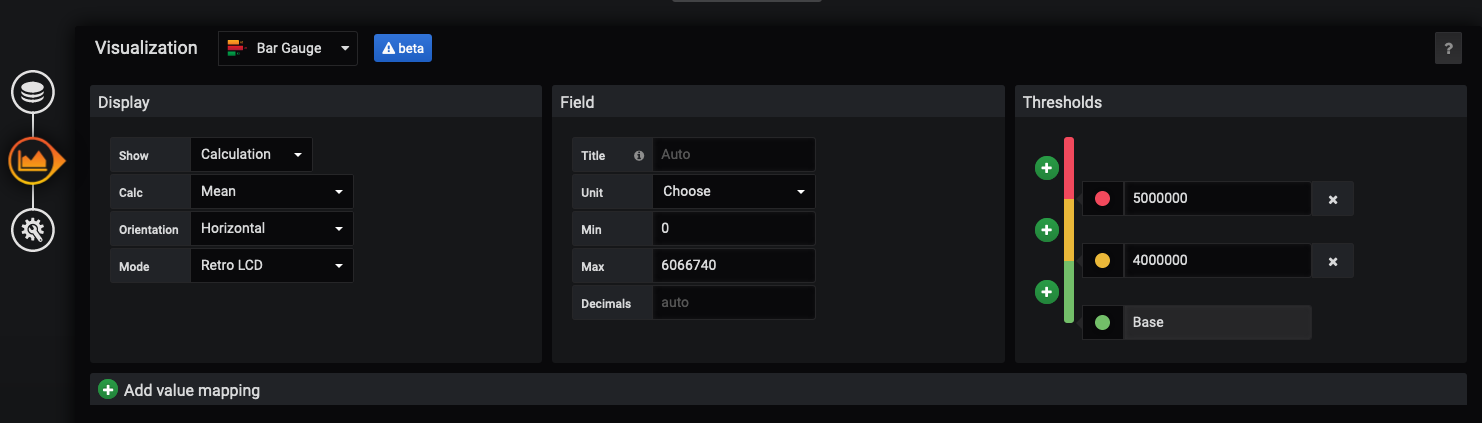 Visualization Bar Gauge beta ?
Display
Show Calculation
Calc Mean
Orientation Horizontal
Mode Retro LCD
Field
Title Auto
Unit Choose
Min 0
Max 6066740
Decimals auto
Thresholds
5000000
4000000
Base
Add value mapping